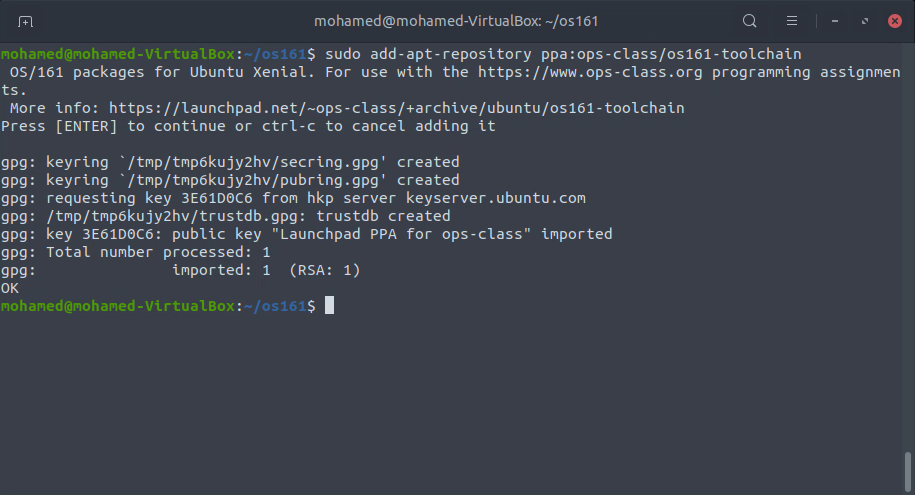 mohamed@mohamed-VirtualBox: ~/os161
mohamed@mohamed-VirtualBox:~/os161$ sudo add-apt-repository ppa:ops-class/os161-toolchain
 OS/161 packages for Ubuntu Xenial. For use with the https://www.ops-class.org programming assignmen
ts.
 More info: https://launchpad.net/~ops-class/+archive/ubuntu/os161-toolchain
Press [ENTER] to continue or ctrl-c to cancel adding it

gpg: keyring `/tmp/tmp6kujy2hv/secring.gpg' created
gpg: keyring `/tmp/tmp6kujy2hv/pubring.gpg' created
gpg: requesting key 3E61D0C6 from hkp server keyserver.ubuntu.com
gpg: /tmp/tmp6kujy2hv/trustdb.gpg: trustdb created
gpg: key 3E61D0C6: public key "Launchpad PPA for ops-class" imported
gpg: Total number processed: 1
gpg:               imported: 1  (RSA: 1)
OK
mohamed@mohamed-VirtualBox:~/os161$